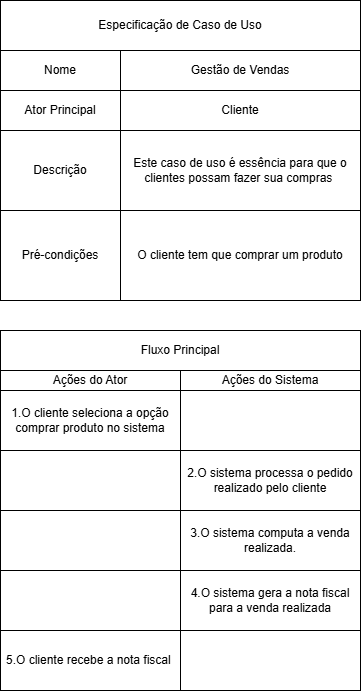 Especificação de Caso de Uso
Nome
Gestão de Vendas
Ator Principal
Cliente
Descrição
Este caso de uso é essência para que o
clientes possam fazer sua compras
Pré-condições
O cliente tem que comprar um produto
Fluxo Principal
Ações do Ator
Ações do Sistema
1.O cliente seleciona a opção
comprar produto no sistema
2.O sistema processa o pedido
realizado pelo cliente
3.O sistema computa a venda
realizada.
4.O sistema gera a nota fiscal
para a venda realizada
5.O cliente recebe a nota fiscal